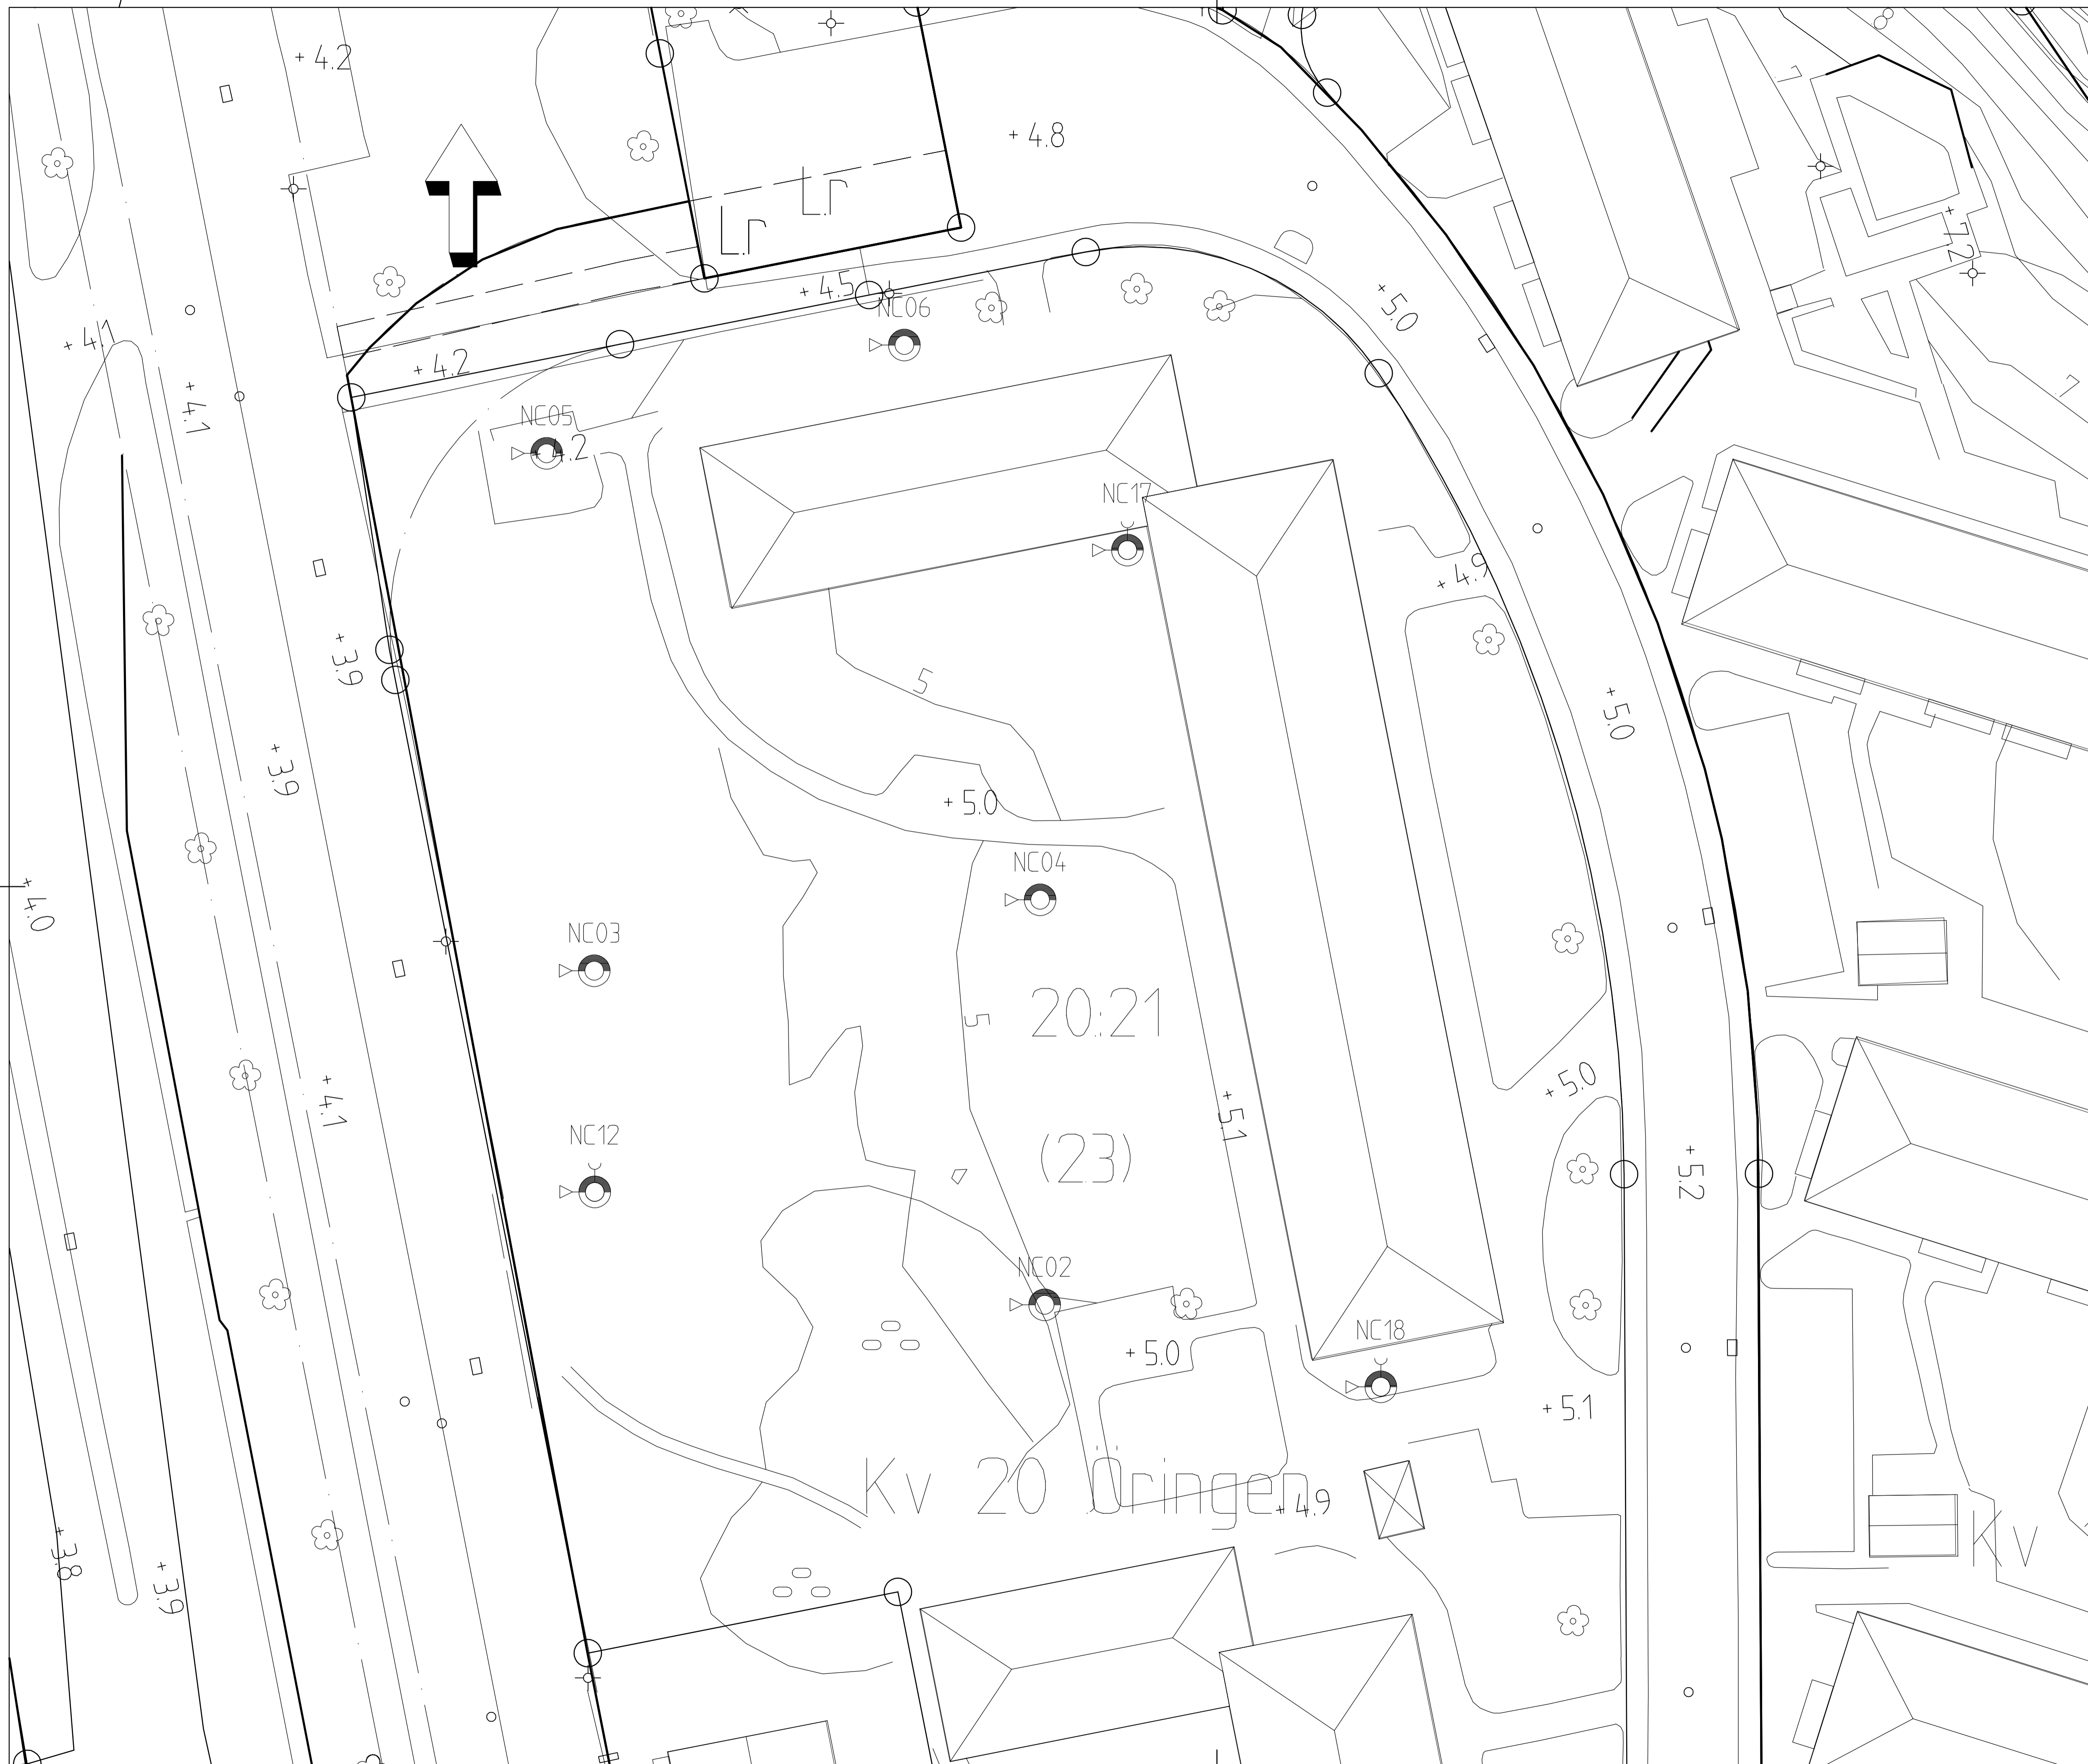 + 4.2
+ 4.8
Lr
Lr
+ 7.2
+ 4.5
NC06
+ 5.0
+ 4.2
+ 4.1
NC05
+ 4.2
NC17
+ 4.9
+ 3.9
5
+ 5.0
+ 3.9
+ 5.0
NC04
+ 4.0
NC03
20:21
5
+ 5.0
+ 4.1
+ 5.1
NC12
(23)
+ 5.2
NC02
NC18
+ 5.0
+ 5.1
Kv 20 Öringen
+ 4.9
Kv
+ 3.8
+ 3.9